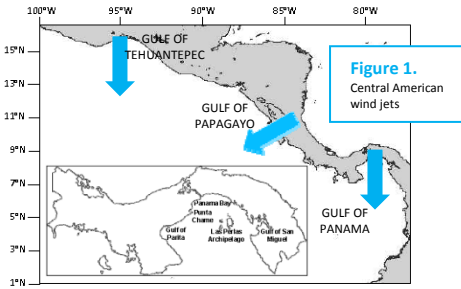 100°W
95°W
90°W
85°W
80°W
15°N
13°N
11°N
9°N
7°N
5°N
3°N
1°N
GULF OF
TEHUANTEPEC
Figure 1.
Central American
wind jets
GULF OF
PAPAGAYO
GULF OF
PANAMA
Panama Bay
Punta
Chame
Gulf of
Parita
Las Perlas
Archipelago
Gulf of San
Miguel